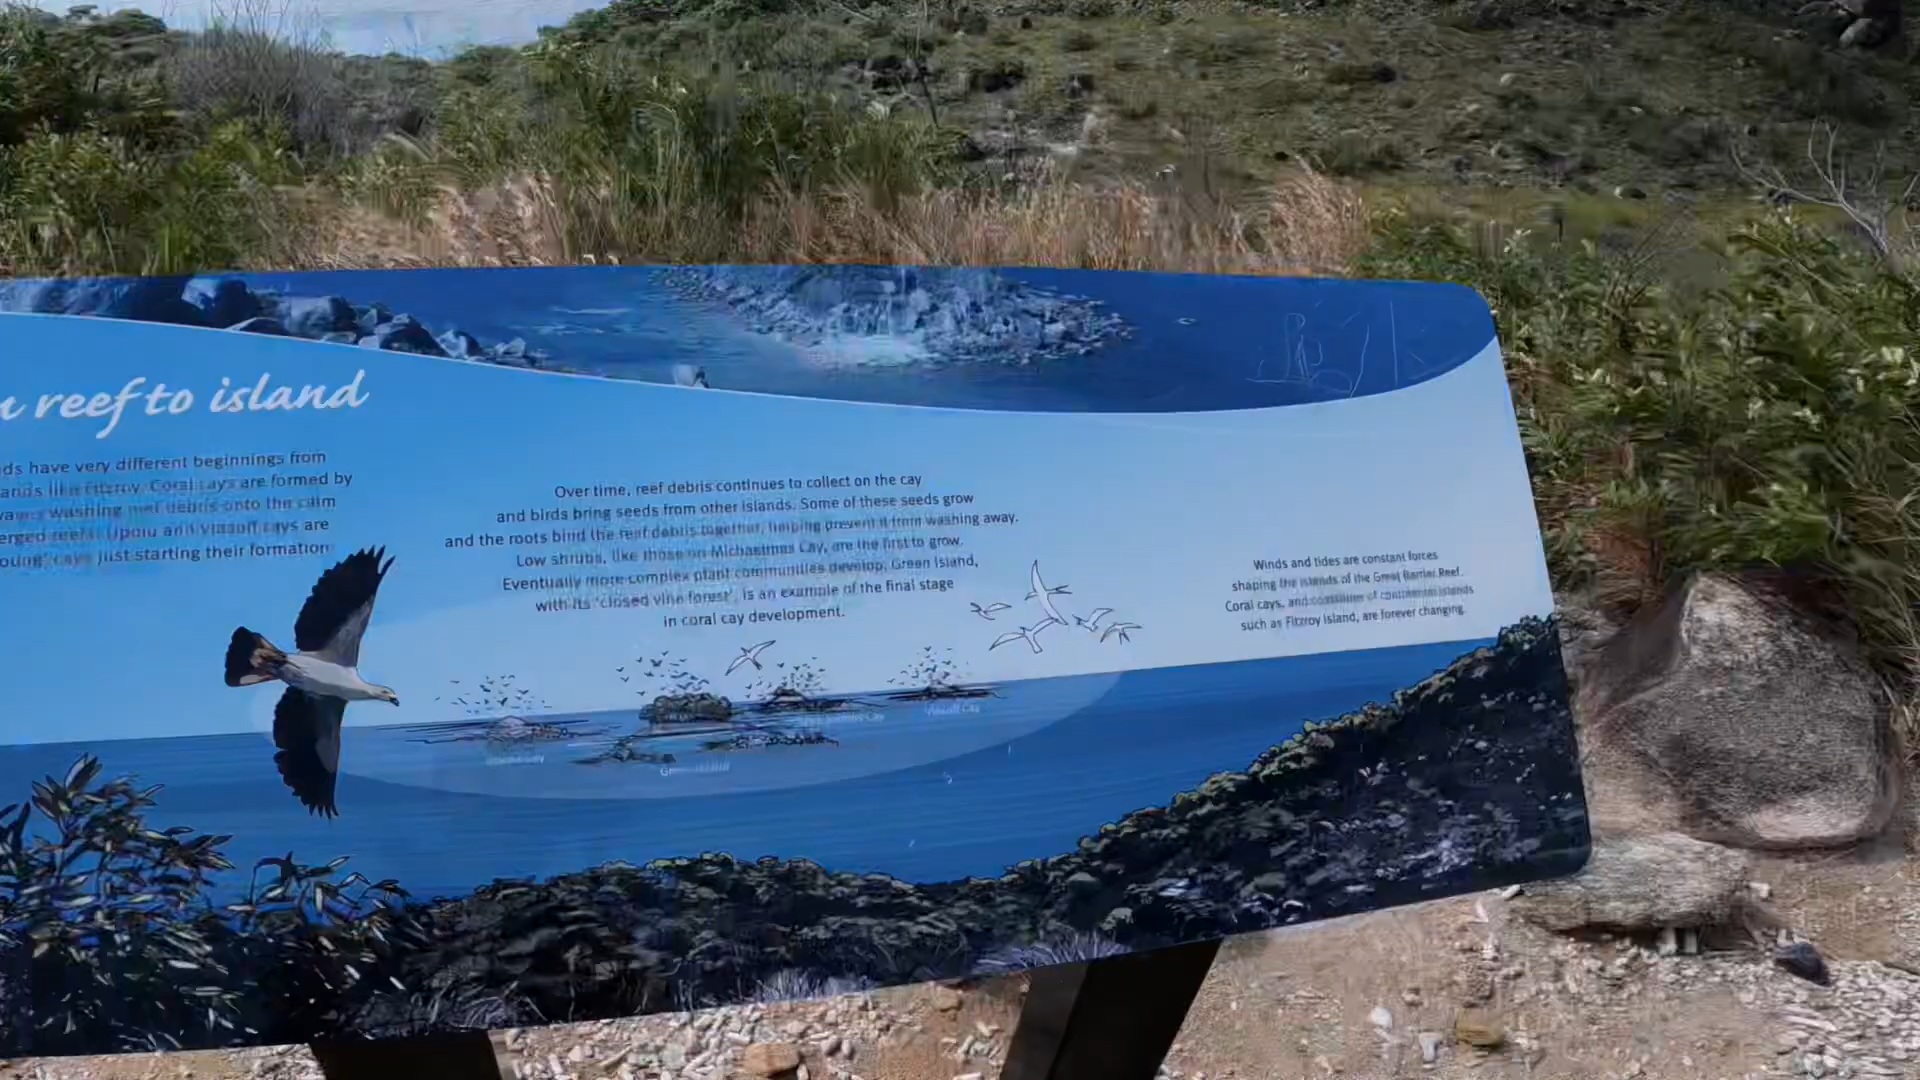 reef to island
ds have very different beginnings from
ands like Fitzroy. Coral cays are formed by
washing reef debris onto the calm
erged reefs. Upolu and Vlasoff cays are
oung' cays just starting their formation
Over time, reef debris continues to collect on the cay
and birds bring seeds from other islands. Some of these seeds grow
and the roots bind the reef debris together, helping prevent it from washing away.
Low shrubs, like those on Michaelmas Cay, are the first to grow.
Eventually more complex plant communities develop. Green Island,
with its 'closed vine forest', is an example of the final stage
in coral cay development.
Winds and tides are constant forces
shaping the islands of the Great Barrier Reef.
Coral cays, and coastlines of continental islands
such as Fitzroy Island, are forever changing.
Cay
Cay
Vlasoff Cay
Green Island